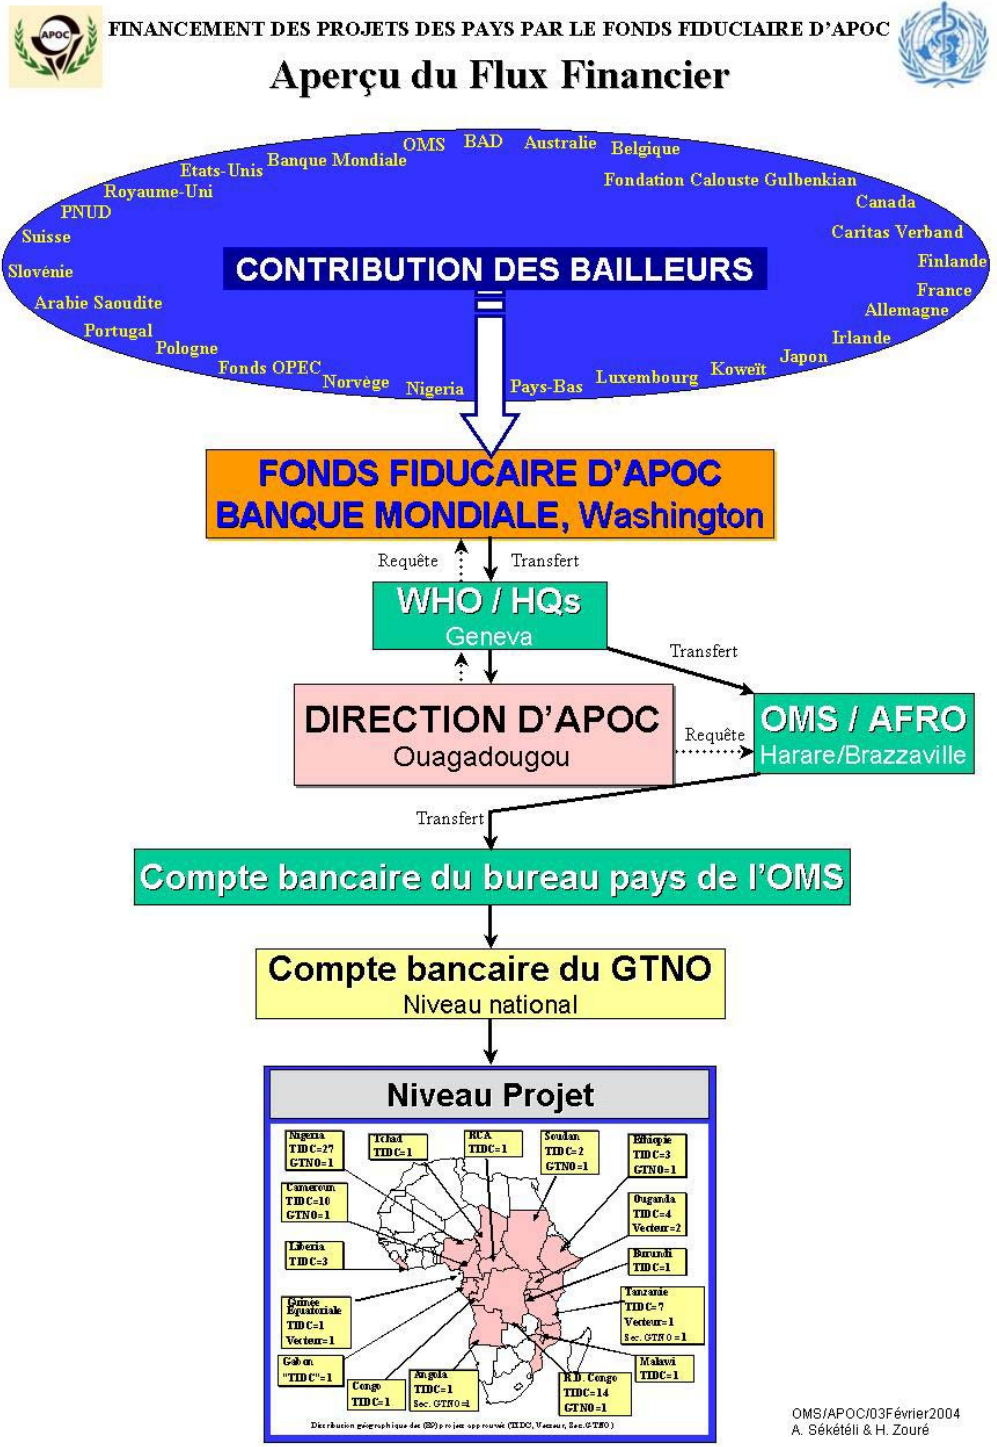 APOC
FINANCEMENT DES PROJETS DES PAYS PAR LE FONDS FIDUCIAIRE D'APOC
Aperçu du Flux Financier
OMS
BAD
Australie
Belgique
Banque Mondiale
Etats-Unis
Fondation Calouste Gulbenkian
Royaume-Uni
Canada
PNUD
Caritas Verband
Suisse
Finlande
Slovénie
CONTRIBUTION DES BAILLEURS
France
Arabie Saoudite
Allemagne
Portugal
Irlande
Pologne
Japon
Fonds OPEC
Koweït
Norvège
Luxembourg
Nigeria
Pays-Bas
FONDS FIDUCAIRE D'APOC
BANQUE MONDIALE, Washington
Requête
Transfert
WHO / HQs
Geneva
Transfert
DIRECTION D'APOC
Ouagadougou
Requête
OMS / AFRO
Harare/Brazzaville
Transfert
Compte bancaire du bureau pays de l'OMS
Compte bancaire du GTNO
Niveau national
Niveau Projet
Nigeria
TIDC=27
GTNO=1
Tchad
TIDC=1
RCA
TIDC=1
Soudan
TIDC=2
GTNO=1
Ethiopie
TIDC=3
GTNO=1
Cameroun
TIDC=10
GTNO=1
Ouganda
TIDC=4
Vecteur=2
Liberia
TIDC=3
Burundi
TIDC=1
Guinée
Equatoriale
TIDC=1
Vecteur=1
Tanzanie
TIDC=7
Vecteur=1
Sec. GTNO=1
Gabon
"TIDC"=1
Congo
TIDC=1
Angola
TIDC=1
Sec. GTNO=1
R.D. Congo
TIDC=14
GTNO=1
Malawi
TIDC=1
Distribution géographique des projets approuvés
OMS/APOC/03Février2004
A. Sékétéli & H. Zouré